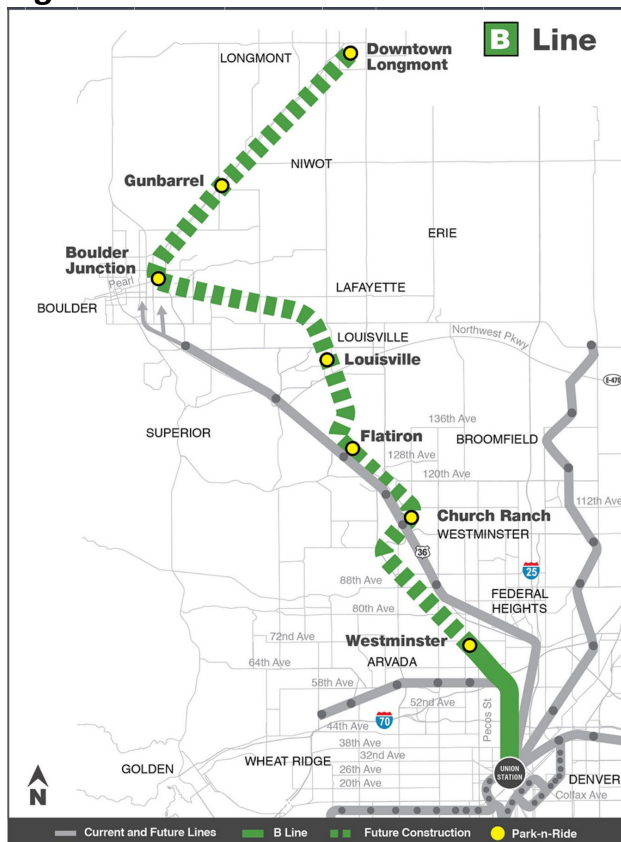 B Line
Downtown
Longmont
LONGMONT
NIWOT
Gunbarrel
ERIE
Boulder
Junction
Pearl
BOULDER
LAFAYETTE
LOUISVILLE
Northwest Pkwy
Louisville
E-470
SUPERIOR
136th Ave
Flatiron
BROOMFIELD
128th Ave
120th Ave
112th Ave
Church Ranch
WESTMINSTER
36
25
88th Ave
FEDERAL
HEIGHTS
80th Ave
72nd Ave
Westminster
64th Ave
ARVADA
58th Ave
52nd Ave
Pecos St
70
44th Ave
38th Ave
WHEAT RIDGE
32nd Ave
GOLDEN
26th Ave
20th Ave
UNION
STATION
DENVER
Colfax Ave
N
Current and Future Lines B Line Future Construction Park-n-Ride